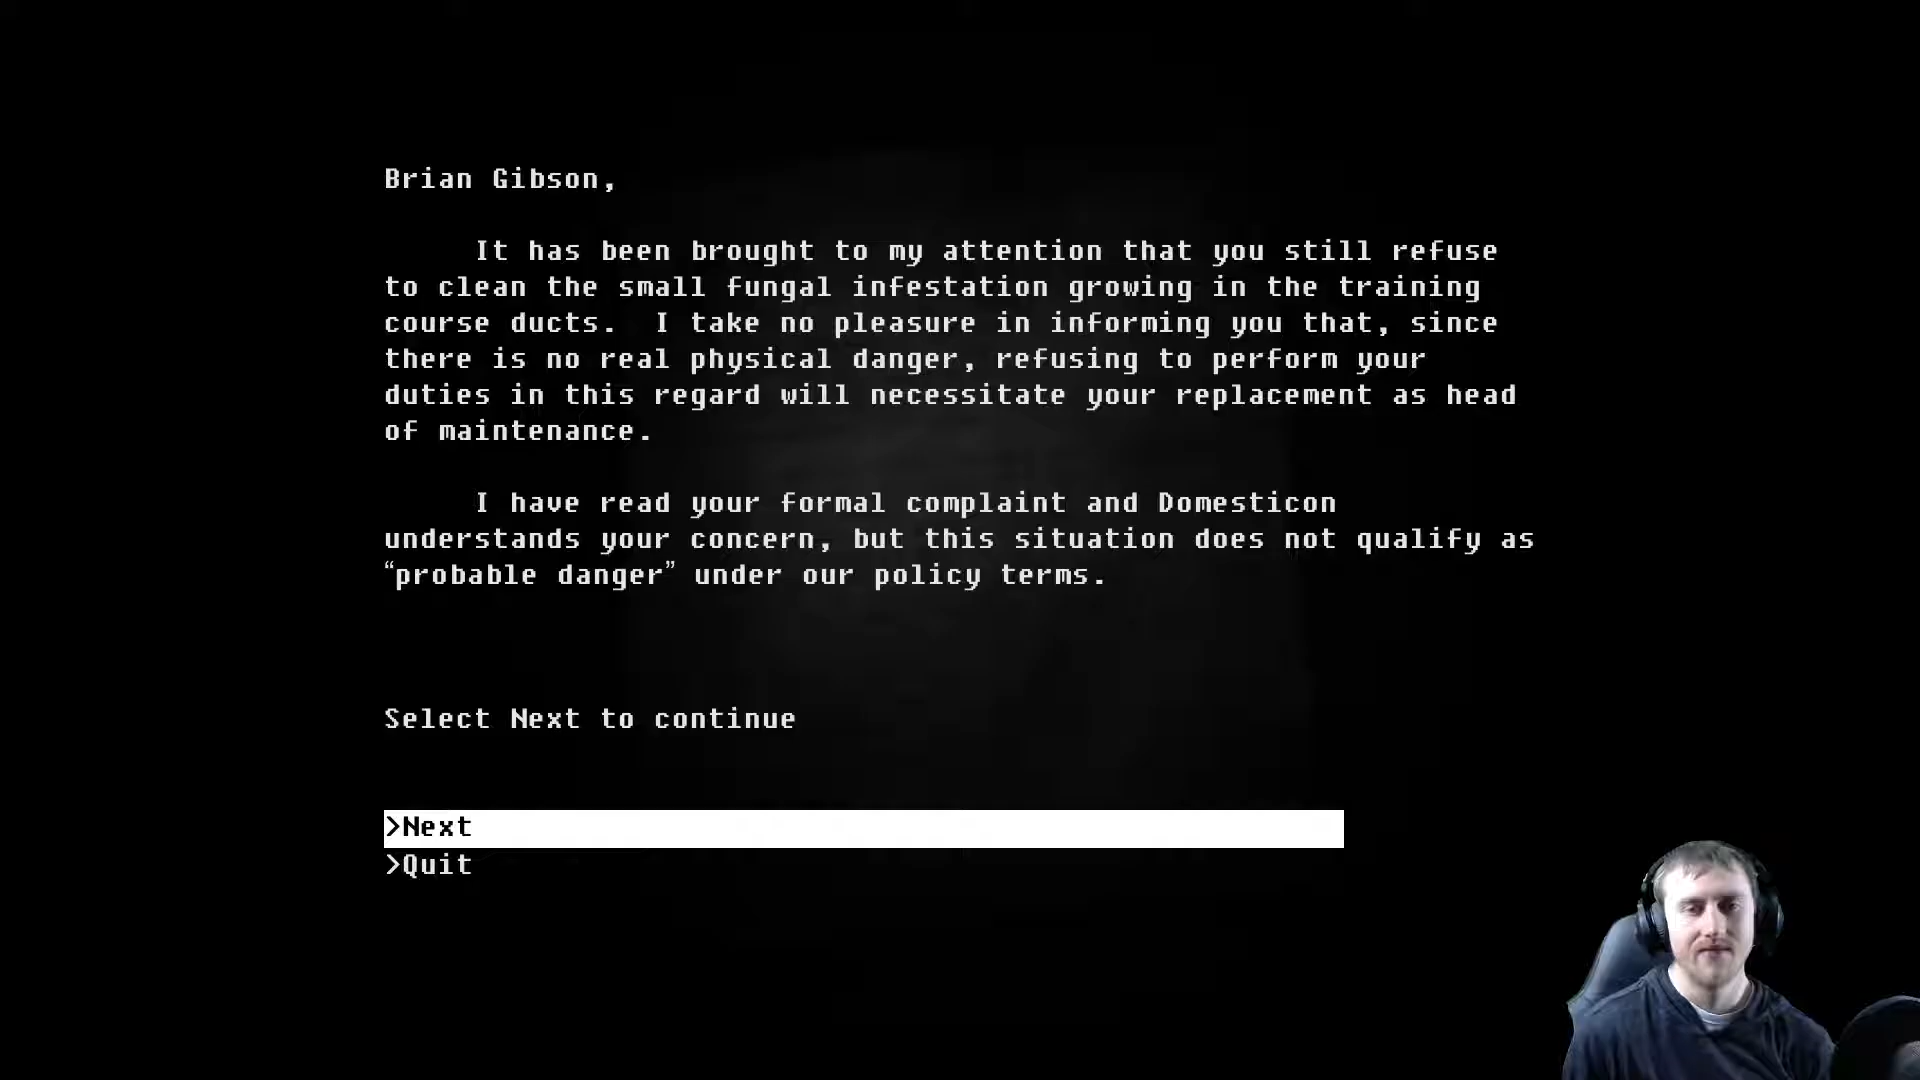 Brian Gibson,
It has been brought to my attention that you still refuse
to clean the small fungal infestation growing in the training
course ducts.  I take no pleasure in informing you that, since
there is no real physical danger, refusing to perform your
duties in this regard will necessitate your replacement as head
of maintenance.
I have read your formal complaint and Domesticon
understands your concern, but this situation does not qualify as
“probable danger” under our policy terms.
Select Next to continue
>Next
>Quit